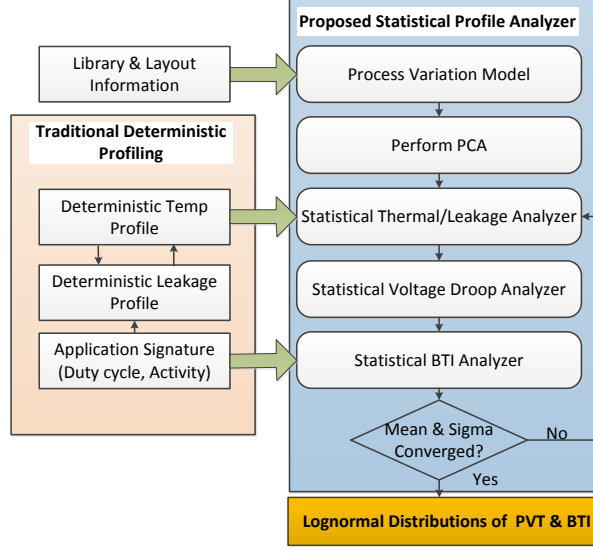 Proposed Statistical Profile Analyzer
Library & Layout
Information
Process Variation Model
Traditional Deterministic
Profiling
Perform PCA
Deterministic Temp
Profile
Statistical Thermal/Leakage Analyzer
Deterministic Leakage
Profile
Statistical Voltage Droop Analyzer
Application Signature
(Duty cycle, Activity)
Statistical BTI Analyzer
Mean & Sigma
Converged?
No
Yes
Lognormal Distributions of PVT & BTI